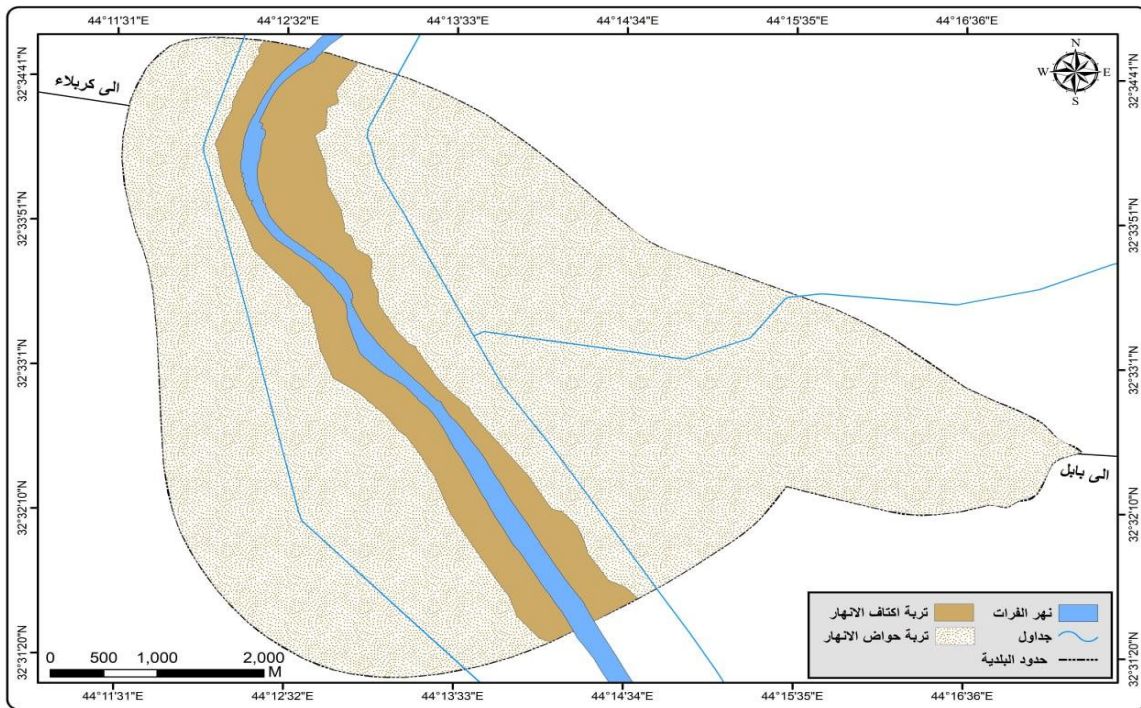 44°11'31"E 44°12'32"E 44°13'33"E 44°14'34"E 44°15'35"E 44°16'36"E
N
W E
S
32°34'41"N 32°34'41"N
الى كربلاء
32°33'51"N 32°33'51"N
32°33'1"N 32°33'1"N
الى بابل
32°32'10"N 32°32'10"N
نهر الفرات تربة اكتاف الانهار
جداول تربة حواض الانهار
حدود البلدية
32°31'20"N 32°31'20"N
0 500 1,000 2,000
M
44°11'31"E 44°12'32"E 44°13'33"E 44°14'34"E 44°15'35"E 44°16'36"E